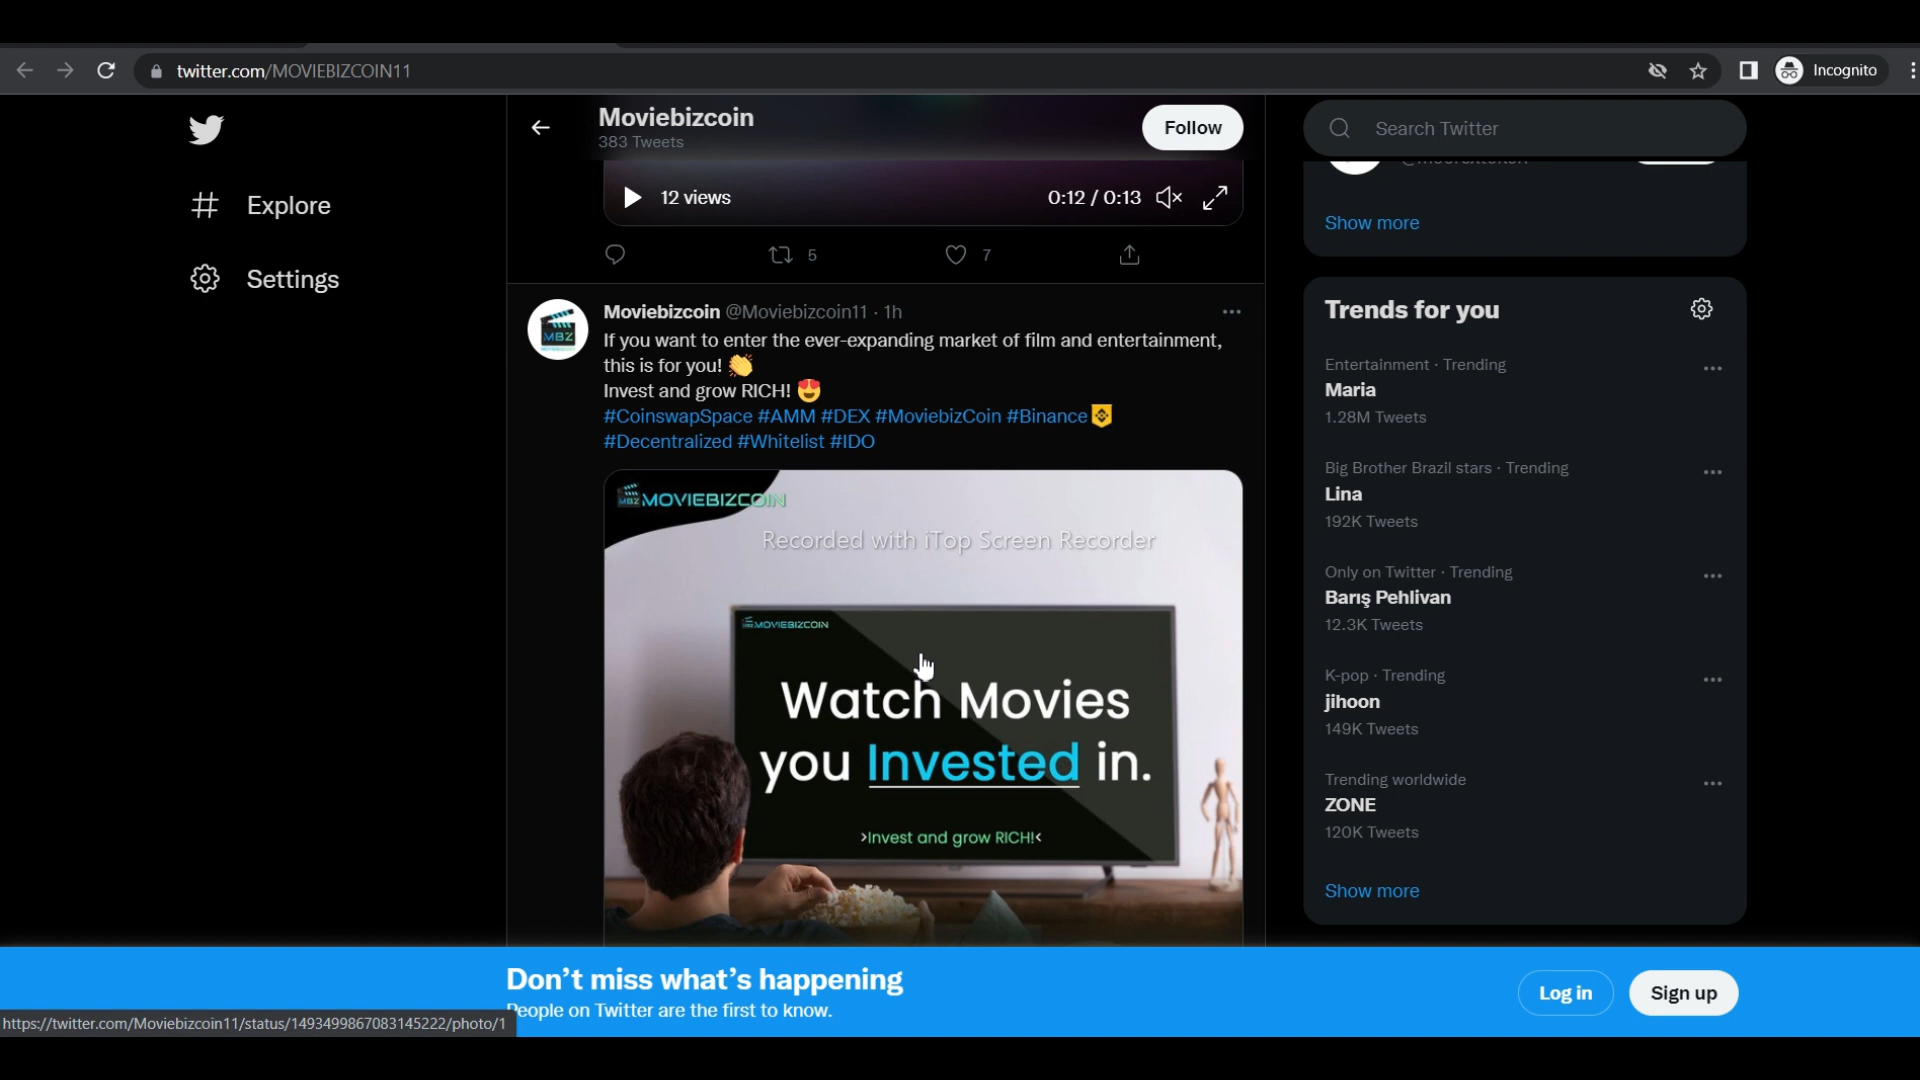 twitter.com/MOVIEBIZCOIN11
Incognito
Explore
Settings
Moviebizcoin
383 Tweets
Follow
12 views
0:12 / 0:13
5
7
Moviebizcoin @Moviebizcoin11 · 1h
If you want to enter the ever-expanding market of film and entertainment,
this is for you! 👏
Invest and grow RICH! 😍
#CoinswapSpace #AMM #DEX #MoviebizCoin #Binance
#Decentralized #Whitelist #IDO
MBZ
MBZ MOVIEBIZCOIN
Recorded with iTop Screen Recorder
MOVIEBIZCOIN
Watch Movies
you Invested in.
>Invest and grow RICH!<
Search Twitter
Show more
Trends for you
Entertainment · Trending
Maria
1.28M Tweets
Big Brother Brazil stars · Trending
Lina
192K Tweets
Only on Twitter · Trending
Barış Pehlivan
12.3K Tweets
K-pop · Trending
jihoon
149K Tweets
Trending worldwide
ZONE
120K Tweets
Show more
Don't miss what's happening
People on Twitter are the first to know.
Log in
Sign up
https://twitter.com/Moviebizcoin11/status/1493499867083145222/photo/1